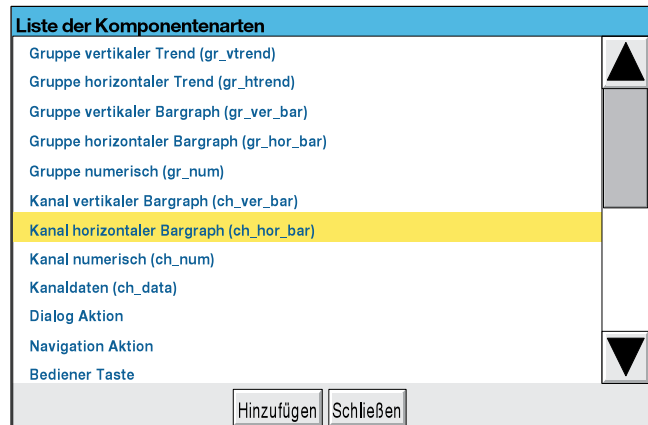 Liste der Komponentenarten
Gruppe vertikaler Trend (gr_vtrend)
Gruppe horizontaler Trend (gr_htrend)
Gruppe vertikaler Bargraph (gr_ver_bar)
Gruppe horizontaler Bargraph (gr_hor_bar)
Gruppe numerisch (gr_num)
Kanal vertikaler Bargraph (ch_ver_bar)
Kanal horizontaler Bargraph (ch_hor_bar)
Kanal numerisch (ch_num)
Kanaldaten (ch_data)
Dialog Aktion
Navigation Aktion
Bediener Taste
Hinzufügen Schließen